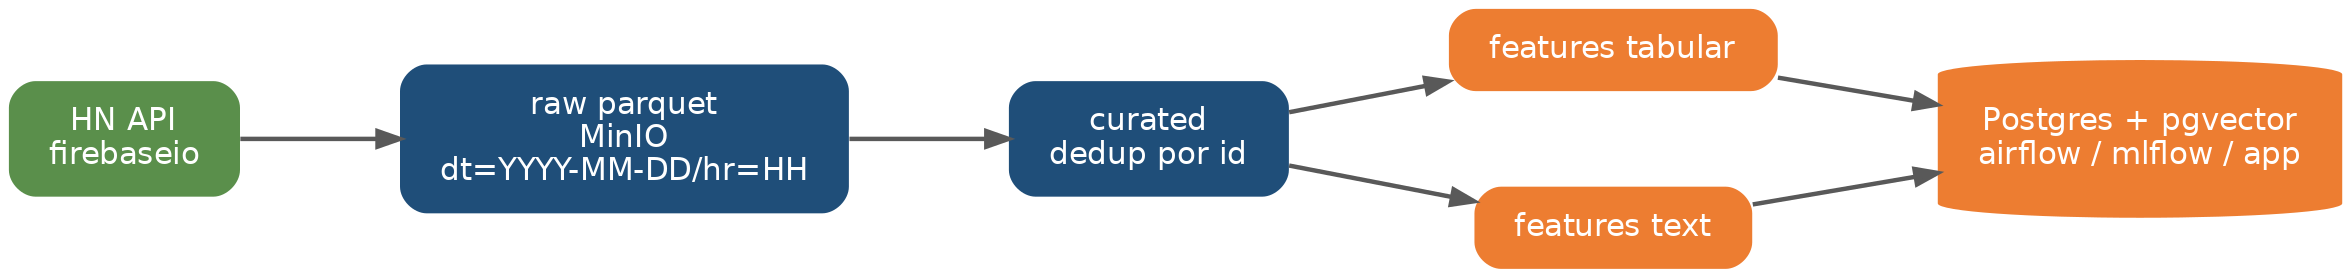 HN API
firebaseio
raw parquet
MinIO
dt=YYYY-MM-DD/hr=HH
curated
dedup por id
features tabular
features text
Postgres + pgvector
airflow / mlflow / app